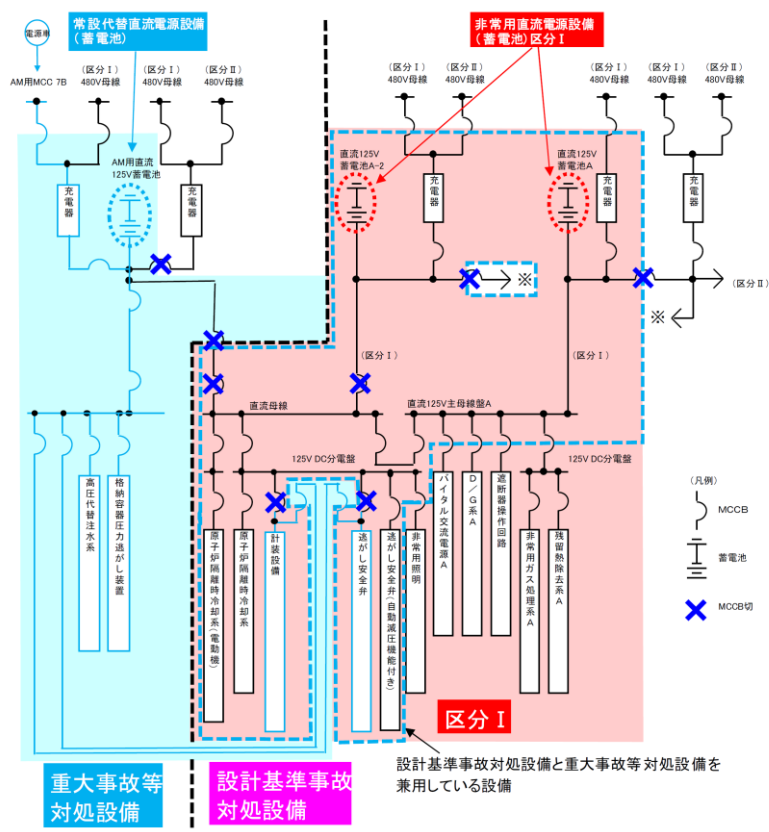 常設代替直流電源設備
(蓄電池)
非常用直流電源設備
(蓄電池)区分Ⅰ
電源車
AM用MCC 7B
(区分Ⅰ)
480V母線
(区分Ⅰ)
480V母線
(区分Ⅱ)
480V母線
(区分Ⅰ)
480V母線
(区分Ⅱ)
480V母線
(区分Ⅰ)
480V母線
(区分Ⅰ)
480V母線
(区分Ⅱ)
480V母線
AM用直流
125V蓄電池
直流125V
蓄電池A-2
直流125V
蓄電池A
充電器
充電器
充電器
充電器
充電器
※
(区分Ⅱ)
※
(区分Ⅰ)
(区分Ⅰ)
直流母線
直流125V主母線盤A
125V DC分電盤
125V DC分電盤
高圧代替注水系
格納容器圧力逃がし装置
原子炉隔離時冷却系(電動機)
原子炉隔離時冷却系
計装設備
逃がし安全弁
逃がし安全弁(自動減圧機能付き)
非常用照明
バイタル交流電源A
D/G系A
遮断器操作回路
非常用ガス処理系A
残留熱除去系A
(凡例)
MCCB
蓄電池
MCCB切
区分Ⅰ
設計基準事故対処設備と重大事故等対処設備を
兼用している設備
重大事故等
対処設備
設計基準事故
対処設備